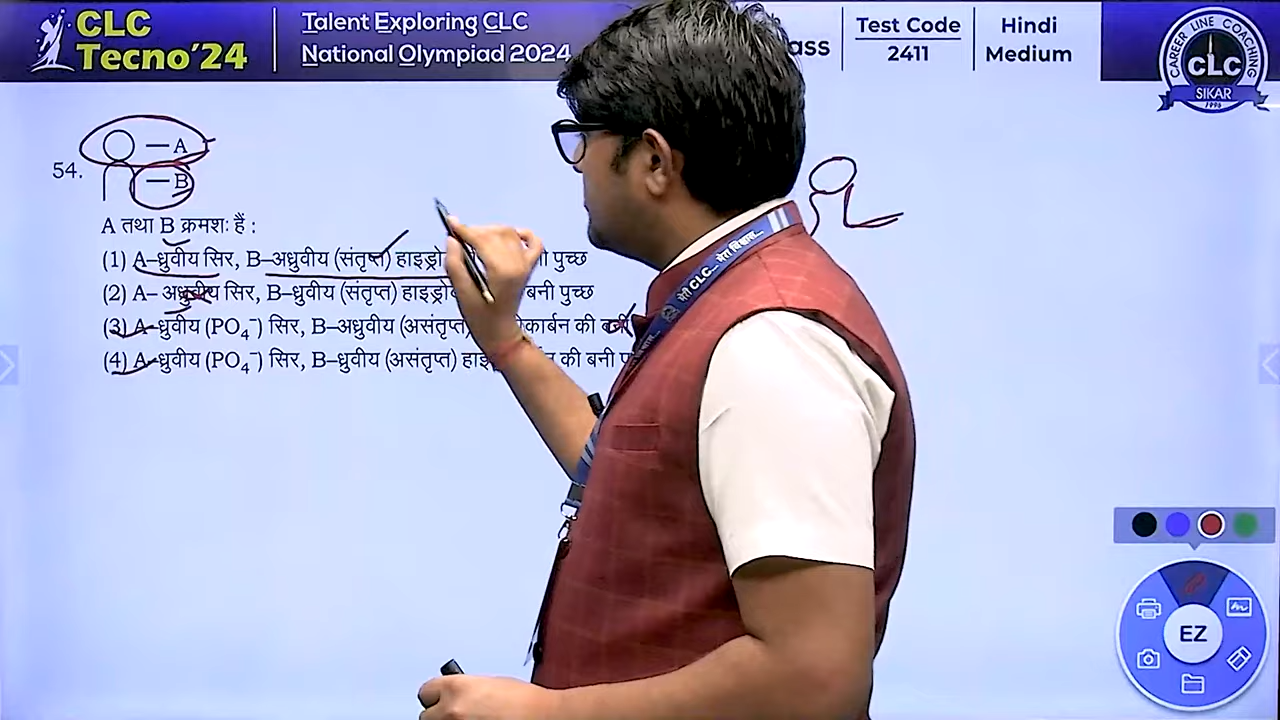 CLC
Tecno'24
Talent Exploring CLC
National Olympiad 2024
Test Code
2411
Hindi
Medium
CAREER LINE COACHING
CLC
SIKAR
1996
54.
A
B
A तथा B क्रमशः हैं :
(1) A–ध्रुवीय सिर, B–अध्रुवीय (संतृप्त) हाइड्रो पुच्छ
(2) A– अध्रुवीय सिर, B–ध्रुवीय (संतृप्त) बनी पुच्छ
(3) A–ध्रुवीय (PO₄⁻) सिर, B–अध्रुवीय (असंतृप्त) कार्बन की बनी
(4) A–ध्रुवीय (PO₄⁻) सिर, B–ध्रुवीय (असंतृप्त) की बनी
मेरी CLC... मेरा विश्वास...
EZ